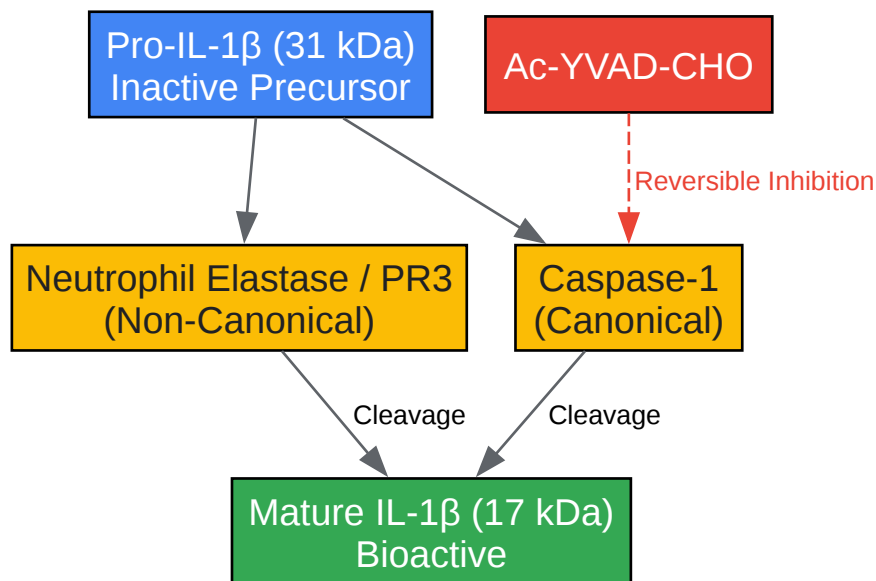 Pro-IL-1β (31 kDa)
Inactive Precursor
Ac-YVAD-CHO
Reversible Inhibition
Neutrophil Elastase / PR3
(Non-Canonical)
Caspase-1
(Canonical)
Cleavage
Cleavage
Mature IL-1β (17 kDa)
Bioactive